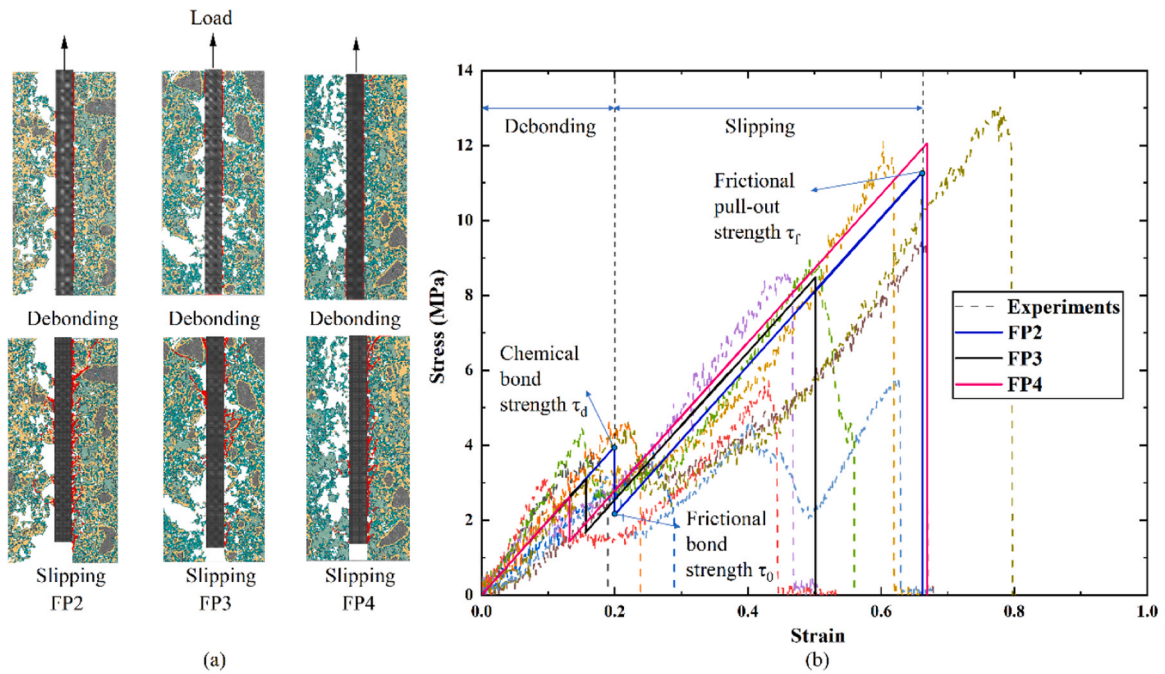 Load
Debonding
Debonding
Debonding
Slipping
Slipping
Slipping
FP2
FP3
FP4
(a)
14
12
10
8
6
4
2
0
Stress (MPa)
Debonding
Slipping
Frictional
pull-out
strength τf
Chemical
bond
strength τd
Frictional
bond
strength τ0
Experiments
FP2
FP3
FP4
0.0
0.2
0.4
0.6
0.8
1.0
Strain
(b)